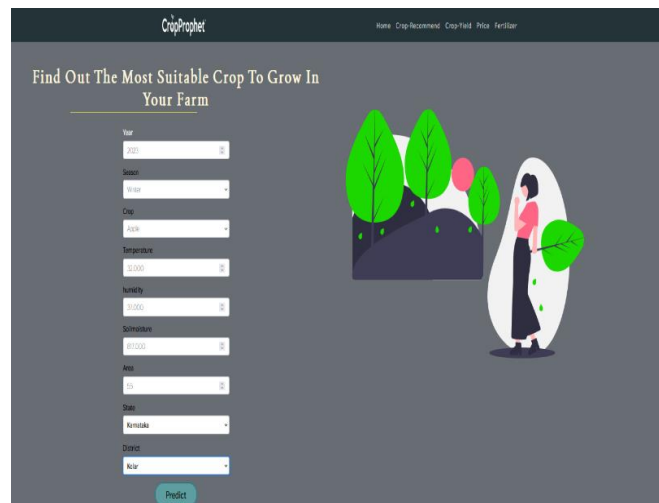 CropProphet
Home Crop-Recommend Crop-Yield Price Fertilizer
Find Out The Most Suitable Crop To Grow In
Your Farm
Year
2023
Season
Winter
Crop
Apple
Temperature
32.000
humidity
31.000
Soilmoisture
Area
State
Karnataka
District
Kolar
Predict